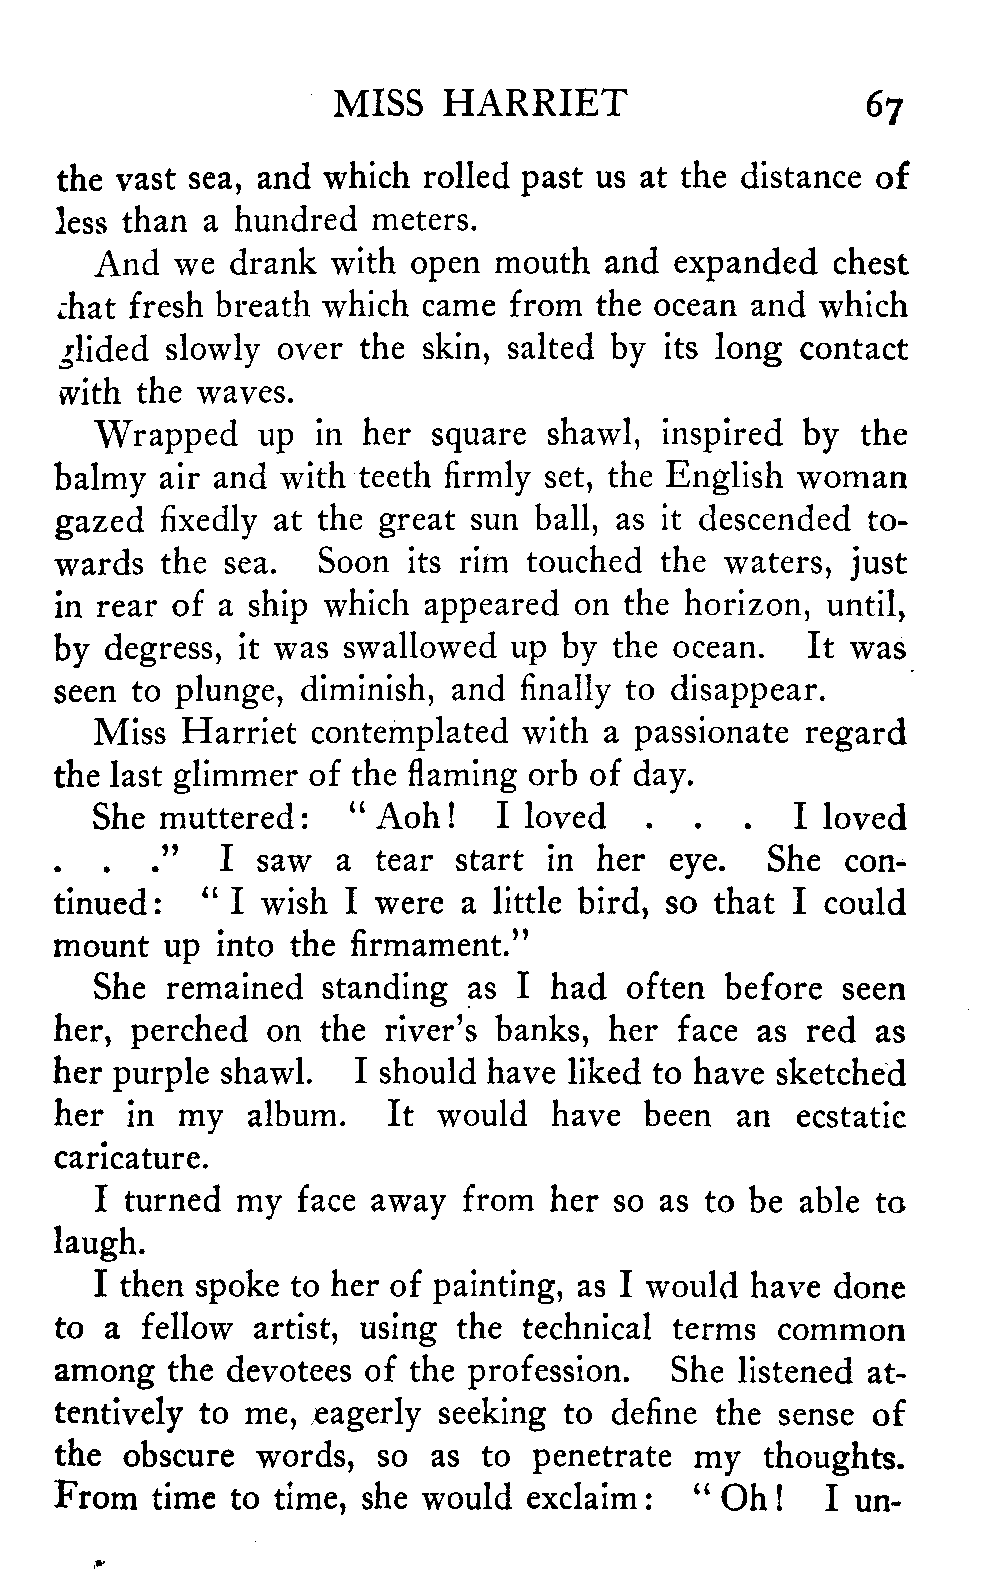 MISS HARRIET 67
the vast sea, and which rolled past us at the distance of
less than a hundred meters.
And we drank with open mouth and expanded chest
that fresh breath which came from the ocean and which
glided slowly over the skin, salted by its long contact
with the waves.
Wrapped up in her square shawl, inspired by the
balmy air and with teeth firmly set, the English woman
gazed fixedly at the great sun ball, as it descended to-
wards the sea. Soon its rim touched the waters, just
in rear of a ship which appeared on the horizon, until,
by degress, it was swallowed up by the ocean. It was
seen to plunge, diminish, and finally to disappear.
Miss Harriet contemplated with a passionate regard
the last glimmer of the flaming orb of day.
She muttered: "Aoh! I loved . . . I loved
. . ." I saw a tear start in her eye. She con-
tinued: "I wish I were a little bird, so that I could
mount up into the firmament."
She remained standing as I had often before seen
her, perched on the river's banks, her face as red as
her purple shawl. I should have liked to have sketched
her in my album. It would have been an ecstatic
caricature.
I turned my face away from her so as to be able to
laugh.
I then spoke to her of painting, as I would have done
to a fellow artist, using the technical terms common
among the devotees of the profession. She listened at-
tentively to me, eagerly seeking to define the sense of
the obscure words, so as to penetrate my thoughts.
From time to time, she would exclaim: "Oh! I un-